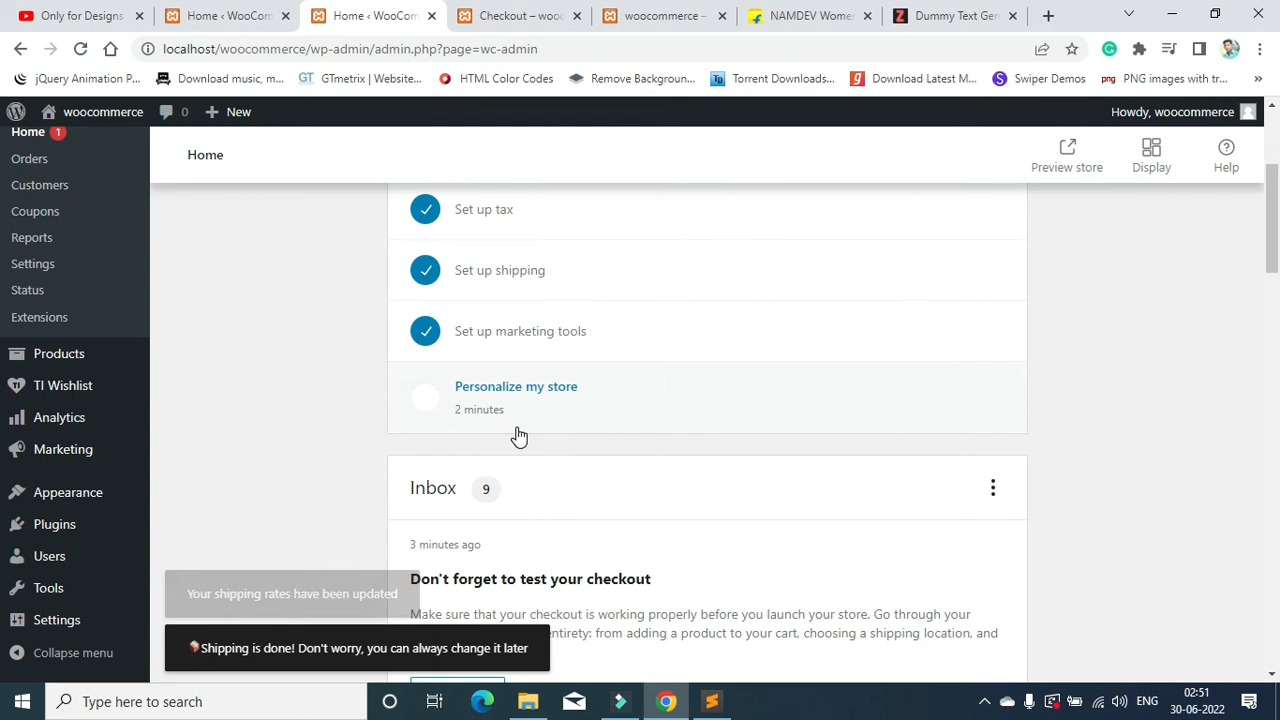 Only for Designs
Home ‹ WooCom
Home ‹ WooCom
Checkout – wooc
woocommerce –
NAMDEV Wome
Dummy Text Gen
localhost/woocommerce/wp-admin/admin.php?page=wc-admin
jQuery Animation P...
Download music, m...
GTmetrix | Website...
HTML Color Codes
Remove Backgroun...
Torrent Downloads...
Download Latest M...
Swiper Demos
PNG images with tr...
woocommerce
0
New
Howdy, woocommerce
Home 1
Orders
Customers
Coupons
Reports
Settings
Status
Extensions
Products
TI Wishlist
Analytics
Marketing
Appearance
Plugins
Users
Tools
Settings
Collapse menu
Home
Preview store
Display
Help
Set up tax
Set up shipping
Set up marketing tools
Personalize my store
2 minutes
Inbox 9
3 minutes ago
Don't forget to test your checkout
Make sure that your checkout is working properly before you launch your store. Go through your
entirety: from adding a product to your cart, choosing a shipping location, and
Your shipping rates have been updated
Shipping is done! Don't worry, you can always change it later
Type here to search
ENG
02:51
30-06-2022